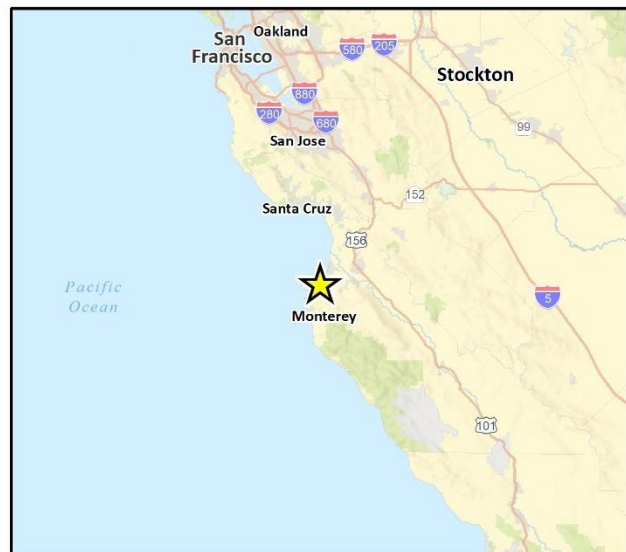 Oakland
San
Francisco
580
205
Stockton
880
280
680
99
San Jose
152
Santa Cruz
156
Pacific
Ocean
5
Monterey
101